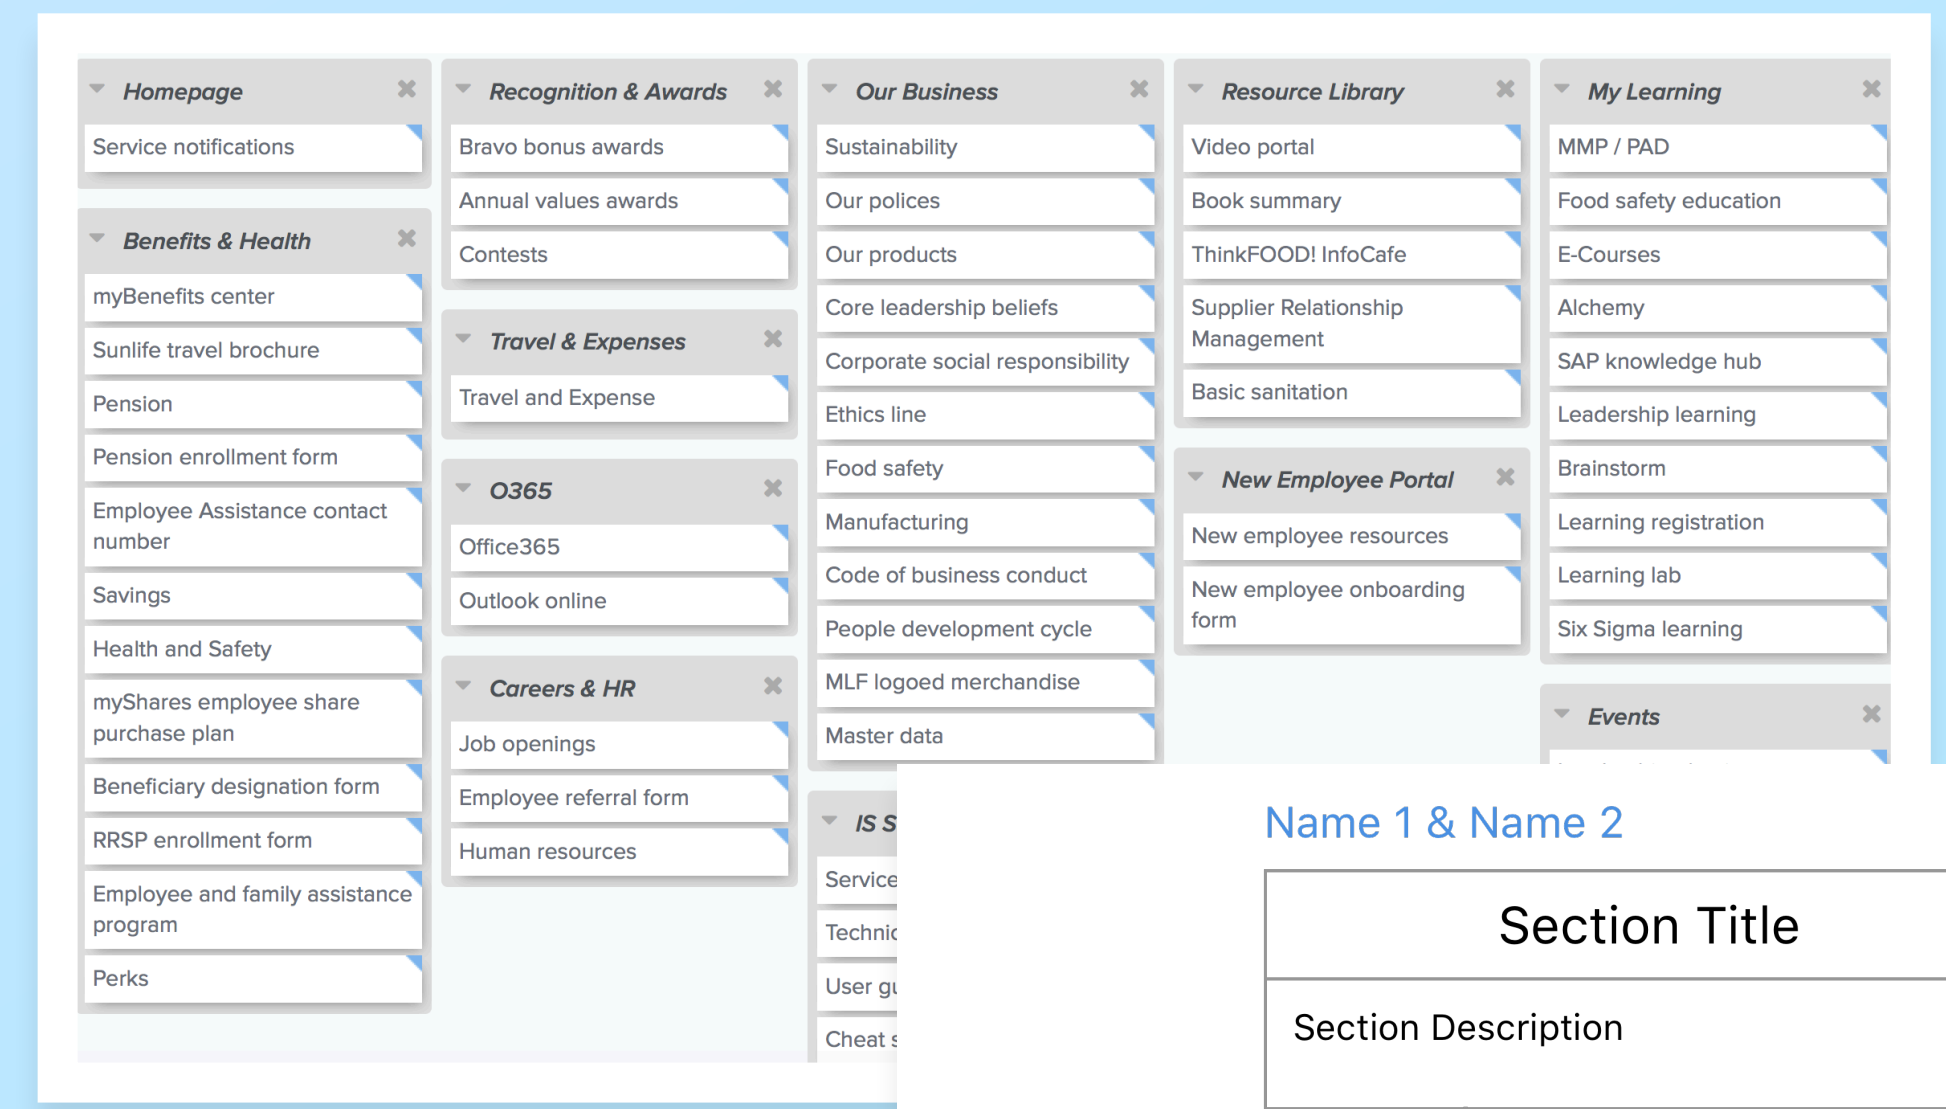 Homepage
Service notifications
Benefits & Health
myBenefits center
Sunlife travel brochure
Pension
Pension enrollment form
Employee Assistance contact
number
Savings
Health and Safety
myShares employee share
purchase plan
Beneficiary designation form
RRSP enrollment form
Employee and family assistance
program
Perks
Recognition & Awards
Bravo bonus awards
Annual values awards
Contests
Travel & Expenses
Travel and Expense
O365
Office365
Outlook online
Careers & HR
Job openings
Employee referral form
Human resources
Our Business
Sustainability
Our polices
Our products
Core leadership beliefs
Corporate social responsibility
Ethics line
Food safety
Manufacturing
Code of business conduct
People development cycle
MLF logoed merchandise
Master data
IS
Service
User
Cheat
Resource Library
Video portal
Book summary
ThinkFOOD! InfoCafe
Supplier Relationship
Management
Basic sanitation
New Employee Portal
New employee resources
New employee onboarding
form
My Learning
MMP / PAD
Food safety education
E-Courses
Alchemy
SAP knowledge hub
Leadership learning
Brainstorm
Learning registration
Learning lab
Six Sigma learning
Events
Name 1 & Name 2
Section Title
Section Description